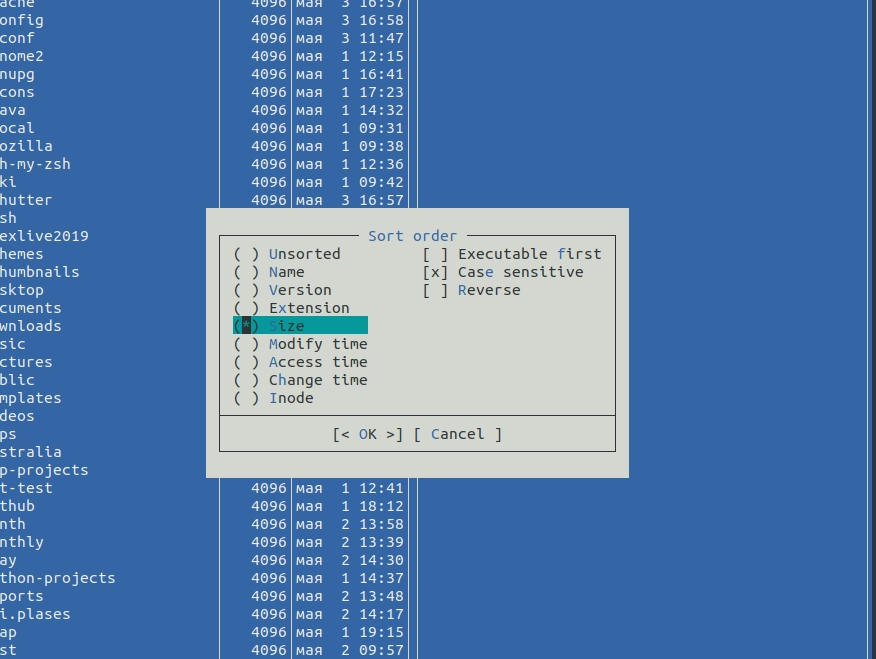 ache 4096 мая 3 16:57
onfig 4096 мая 3 16:58
conf 4096 мая 3 11:47
nome2 4096 мая 1 12:15
nupg 4096 мая 1 16:41
cons 4096 мая 1 17:23
ava 4096 мая 1 14:32
ocal 4096 мая 1 09:31
ozilla 4096 мая 1 09:38
h-my-zsh 4096 мая 1 12:36
ki 4096 мая 1 09:42
hutter 4096 мая 3 16:57
sh
exlive2019 Sort order
hemes ( ) Unsorted [ ] Executable first
humbnails ( ) Name [x] Case sensitive
sktop ( ) Version [ ] Reverse
cuments ( ) Extension
wnloads (*) Size
sic ( ) Modify time
ctures ( ) Access time
blic ( ) Change time
mplates ( ) Inode
deos
ps [< OK >] [ Cancel ]
stralia
p-projects
t-test 4096 мая 1 12:41
thub 4096 мая 1 18:12
nth 4096 мая 2 13:58
nthly 4096 мая 2 13:39
ay 4096 мая 2 14:30
thon-projects 4096 мая 1 14:37
ports 4096 мая 2 13:48
i.plases 4096 мая 2 14:17
ap 4096 мая 1 19:15
st 4096 мая 2 09:57